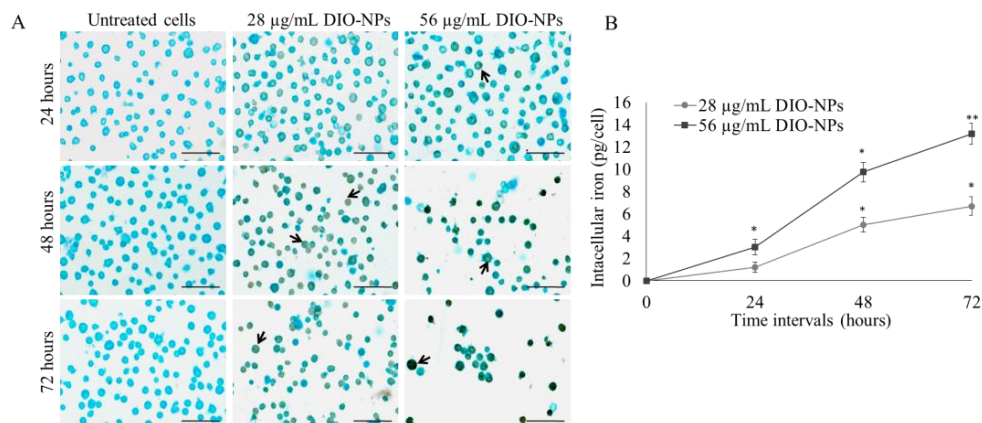 A
Untreated cells 28 µg/mL DIO-NPs 56 µg/mL DIO-NPs
24 hours
48 hours
72 hours
B
28 µg/mL DIO-NPs
56 µg/mL DIO-NPs
Intacellular iron (pg/cell)
16
14
12
10
8
6
4
2
0
* * ** * *
0 24 48 72
Time intervals (hours)